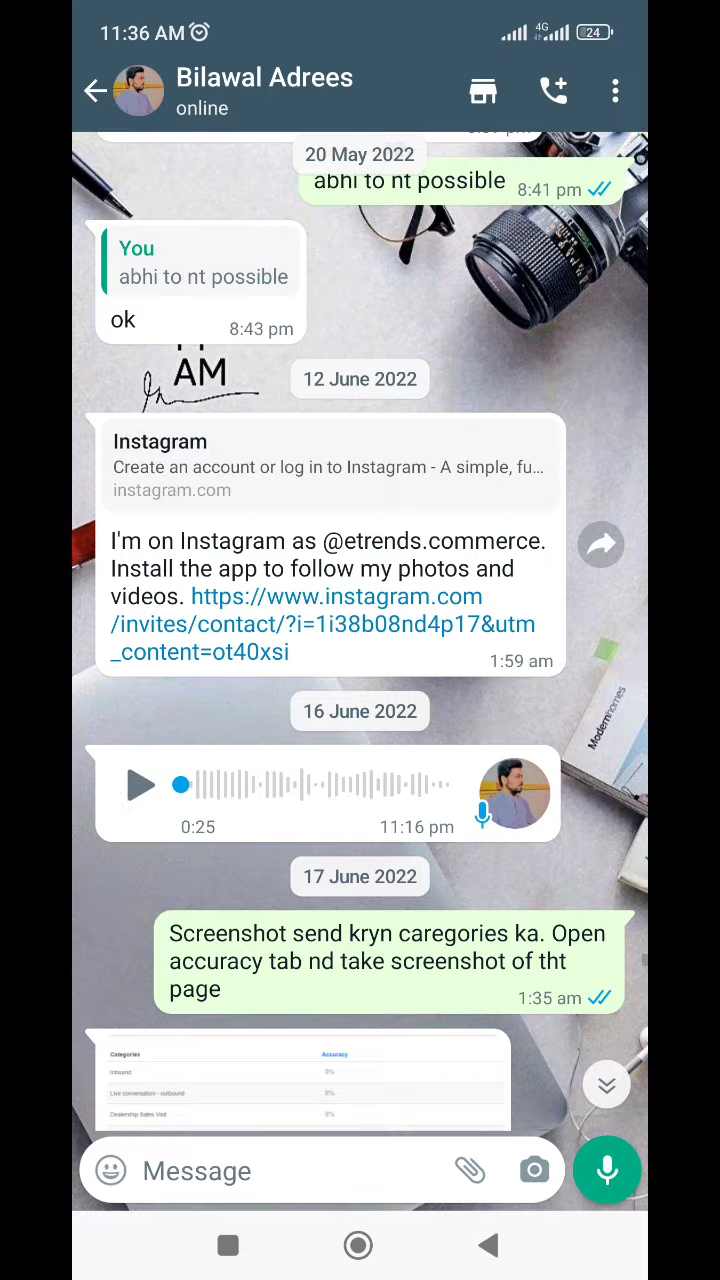 11:36 AM
4G
24
Bilawal Adrees
online
20 May 2022
abhi to nt possible
8:41 pm
You
abhi to nt possible
ok
8:43 pm
AM
12 June 2022
Instagram
Create an account or log in to Instagram - A simple, fu...
instagram.com
I'm on Instagram as @etrends.commerce.
Install the app to follow my photos and
videos. https://www.instagram.com
/invites/contact/?i=1i38b08nd4p17&utm
_content=ot40xsi
1:59 am
Modernhomes
16 June 2022
0:25
11:16 pm
17 June 2022
Screenshot send kryn caregories ka. Open
accuracy tab nd take screenshot of tht
page
1:35 am
Categories Accuracy
Inbound 0%
Live conversation - outbound 0%
Dealership Sales Visit 0%
Message